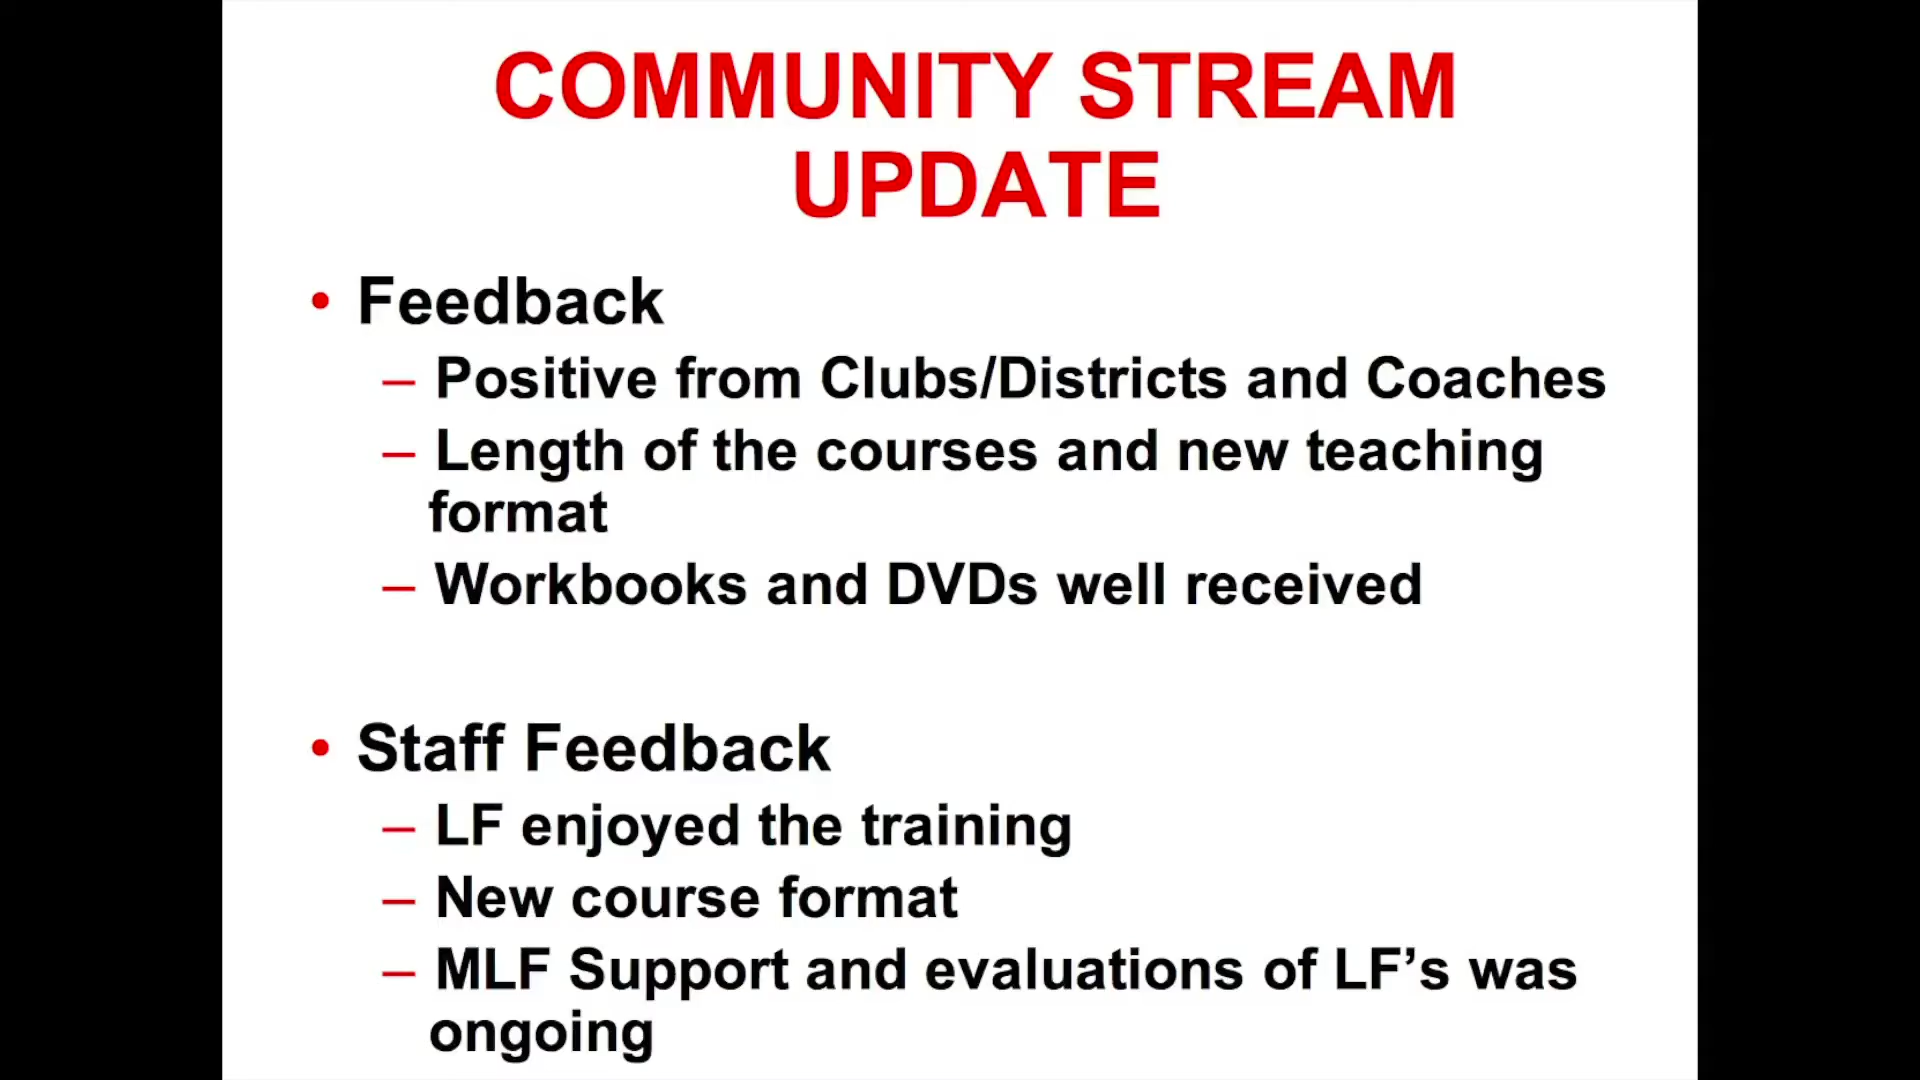 COMMUNITY STREAM
UPDATE
• Feedback
– Positive from Clubs/Districts and Coaches
– Length of the courses and new teaching
format
– Workbooks and DVDs well received
• Staff Feedback
– LF enjoyed the training
– New course format
– MLF Support and evaluations of LF’s was
ongoing